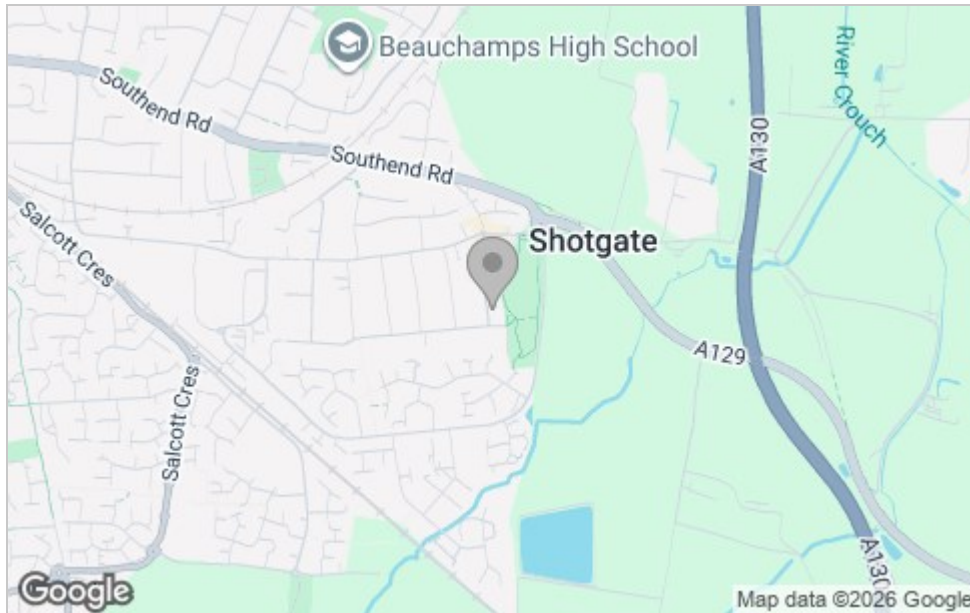 Beauchamps High School
River Crouch
Southend Rd
A130
Southend Rd
Salcott Cres
Shotgate
A129
Salcott Cres
A130
Google
Map data ©2026 Google